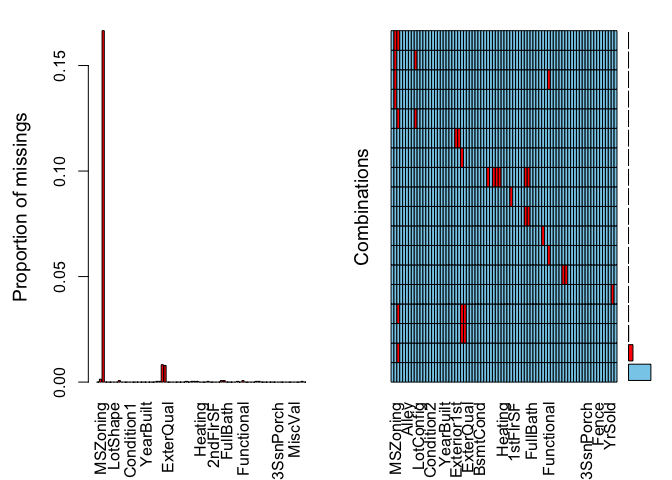 Proportion of missings
0.15
0.10
0.05
0.00
MSZoning
LotShape
Condition1
YearBuilt
ExterQual
Heating
2ndFlrSF
FullBath
Functional
3SsnPorch
MiscVal
Combinations
MSZoning
Alley
LotConfig
Condition2
YearBuilt
Exterior1st
ExterQual
BsmtCond
Heating
1stFlrSF
FullBath
Functional
3SsnPorch
Fence
YrSold